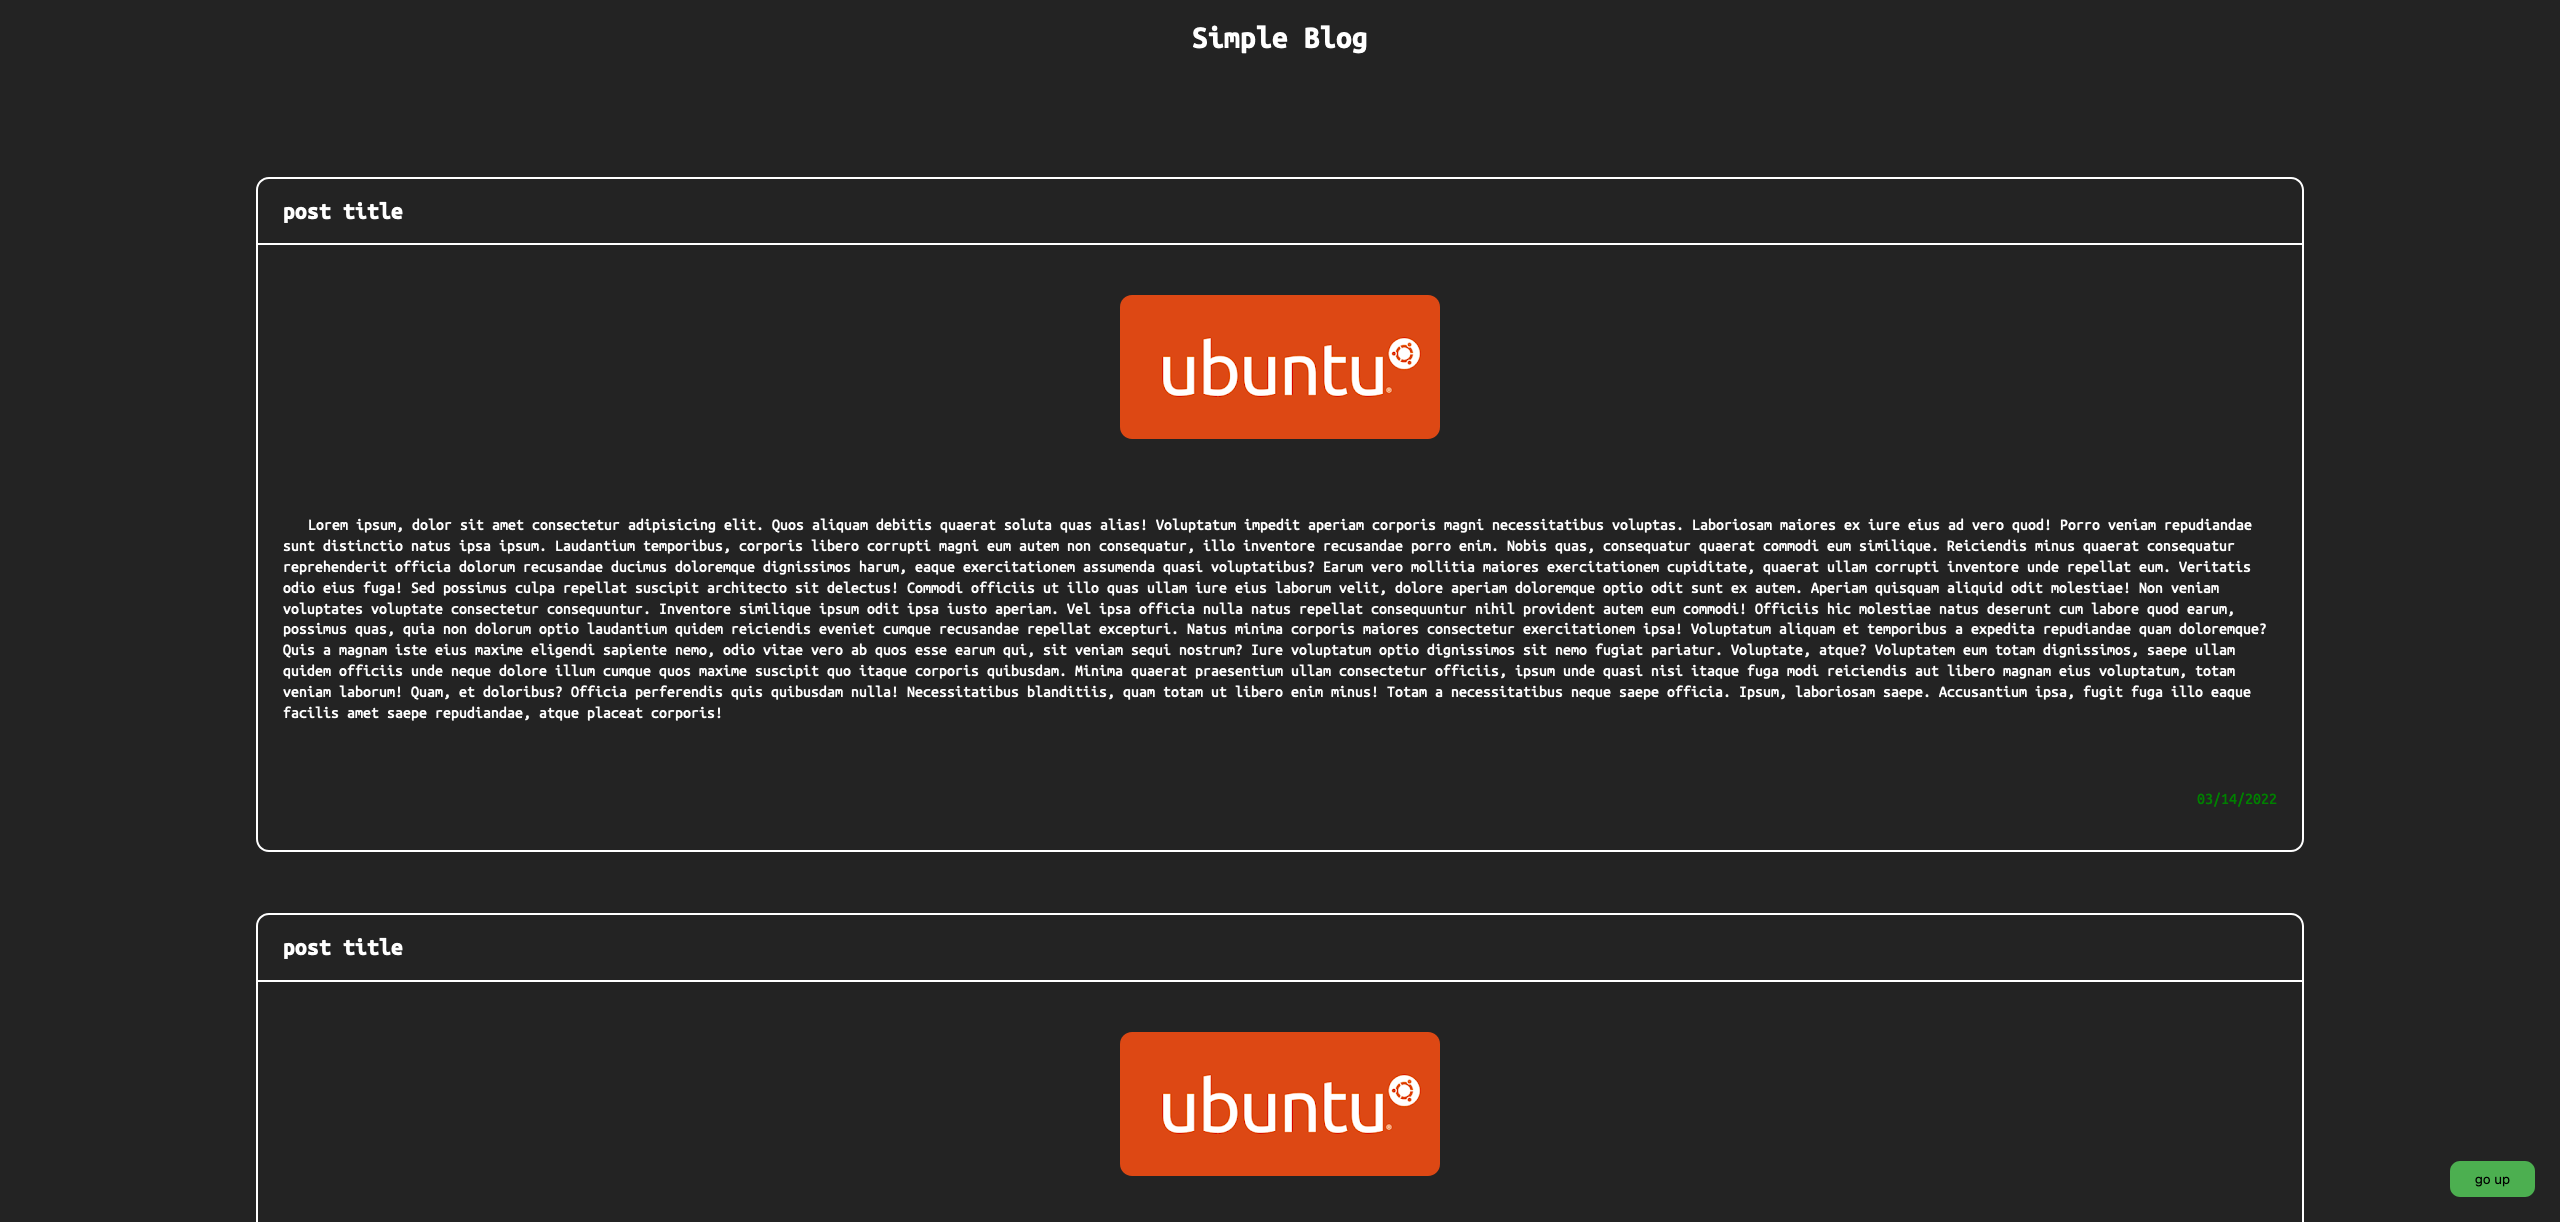 Simple Blog
post title
ubuntu®
Lorem ipsum, dolor sit amet consectetur adipisicing elit. Quos aliquam debitis quaerat soluta quas alias! Voluptatum impedit aperiam corporis magni necessitatibus voluptas. Laboriosam maiores ex iure eius ad vero quod! Porro veniam repudiandae
sunt distinctio natus ipsa ipsum. Laudantium temporibus, corporis libero corrupti magni eum autem non consequatur, illo inventore recusandae porro enim. Nobis quas, consequatur quaerat commodi eum similique. Reiciendis minus quaerat consequatur
reprehenderit officia dolorum recusandae ducimus doloremque dignissimos harum, eaque exercitationem assumenda quasi voluptatibus? Earum vero mollitia maiores exercitationem cupiditate, quaerat ullam corrupti inventore unde repellat eum. Veritatis
odio eius fuga! Sed possimus culpa repellat suscipit architecto sit delectus! Commodi officiis ut illo quas ullam iure eius laborum velit, dolore aperiam doloremque optio odit sunt ex autem. Aperiam quisquam aliquid odit molestiae! Non veniam
voluptates voluptate consectetur consequuntur. Inventore similique ipsum odit ipsa iusto aperiam. Vel ipsa officia nulla natus repellat consequuntur nihil provident autem eum commodi! Officiis hic molestiae natus deserunt cum labore quod earum,
possimus quas, quia non dolorum optio laudantium quidem reiciendis eveniet cumque recusandae repellat excepturi. Natus minima corporis maiores consectetur exercitationem ipsa! Voluptatum aliquam et temporibus a expedita repudiandae quam doloremque?
Quis a magnam iste eius maxime eligendi sapiente nemo, odio vitae vero ab quos esse earum qui, sit veniam sequi nostrum? Iure voluptatum optio dignissimos sit nemo fugiat pariatur. Voluptate, atque? Voluptatem eum totam dignissimos, saepe ullam
quidem officiis unde neque dolore illum cumque quos maxime suscipit quo itaque corporis quibusdam. Minima quaerat praesentium ullam consectetur officiis, ipsum unde quasi nisi itaque fuga modi reiciendis aut libero magnam eius voluptatum, totam
veniam laborum! Quam, et doloribus? Officia perferendis quis quibusdam nulla! Necessitatibus blanditiis, quam totam ut libero enim minus! Totam a necessitatibus neque saepe officia. Ipsum, laboriosam saepe. Accusantium ipsa, fugit fuga illo eaque
facilis amet saepe repudiandae, atque placeat corporis!
03/14/2022
post title
ubuntu®
go up